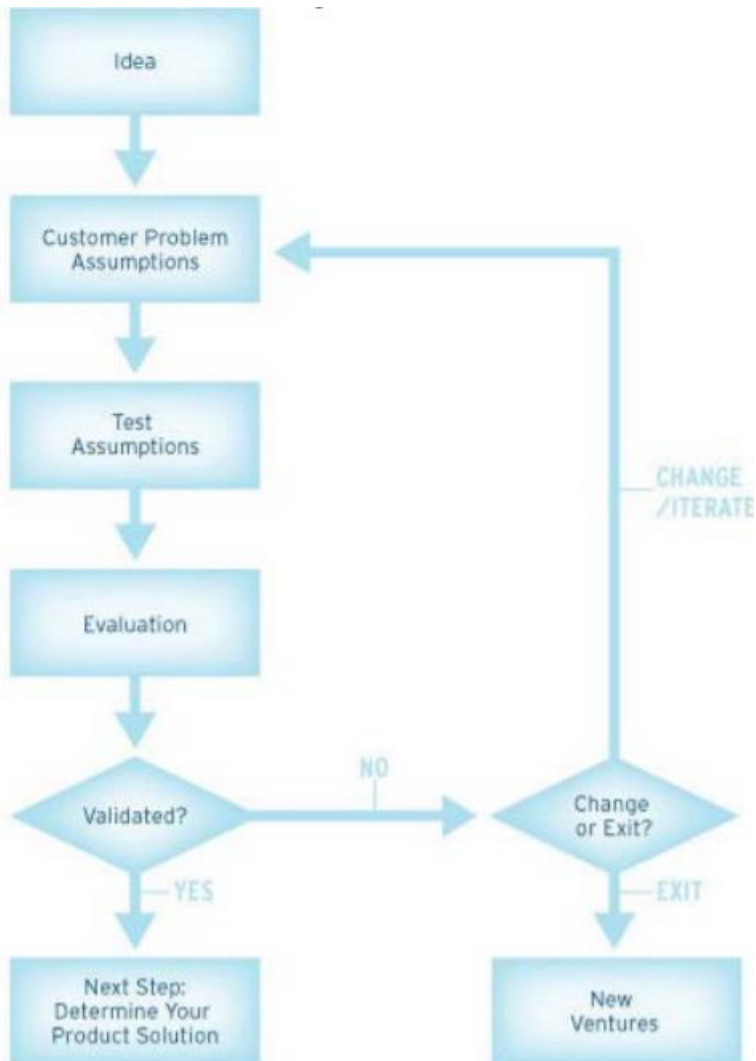 Idea
Customer Problem
Assumptions
Test
Assumptions
Evaluation
Validated?
NO
Change
or Exit?
CHANGE
/ITERATE
YES
EXIT
Next Step:
Determine Your
Product Solution
New
Ventures